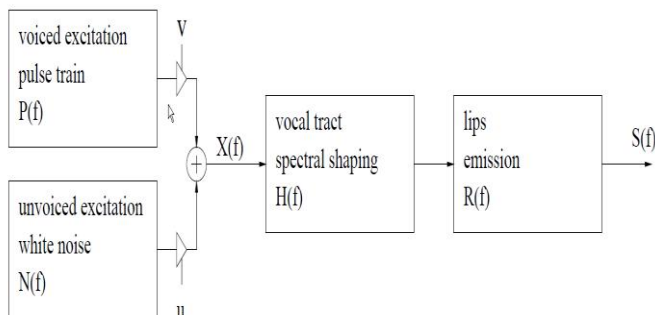 voiced excitation
pulse train
P(f)
v
X(f)
vocal tract
spectral shaping
H(f)
lips
emission
R(f)
S(f)
unvoiced excitation
white noise
N(f)
u